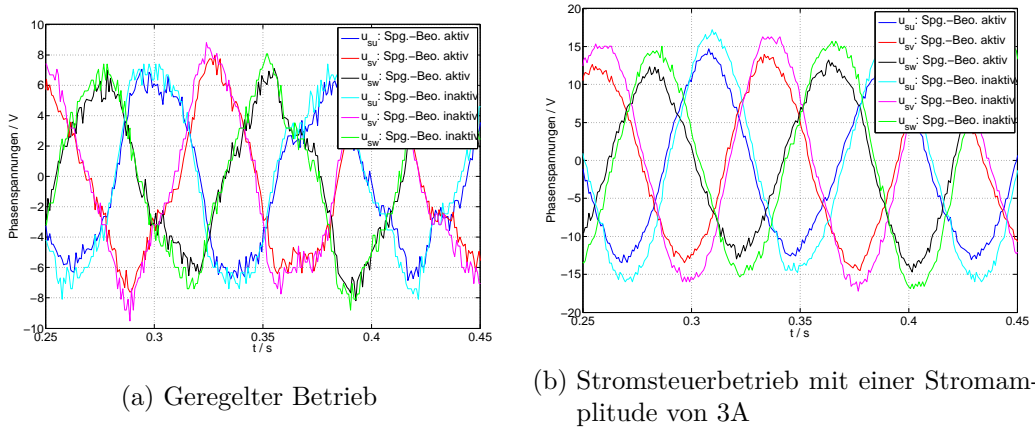 10
8
6
4
2
0
−2
−4
−6
−8
−10
0.25
0.3
0.35
0.4
0.45
t / s
Phasenspannungen / V
u_su: Spg.−Beo. aktiv
u_sv: Spg.−Beo. aktiv
u_sw: Spg.−Beo. aktiv
u_su: Spg.−Beo. inaktiv
u_sv: Spg.−Beo. inaktiv
u_sw: Spg.−Beo. inaktiv
(a) Geregelter Betrieb
20
15
10
5
0
−5
−10
−15
−20
0.25
0.3
0.35
0.4
0.45
t / s
Phasenspannungen / V
u_su: Spg.−Beo. aktiv
u_sv: Spg.−Beo. aktiv
u_sw: Spg.−Beo. aktiv
u_su: Spg.−Beo. inaktiv
u_sv: Spg.−Beo. inaktiv
u_sw: Spg.−Beo. inaktiv
(b) Stromsteuerbetrieb mit einer Stromam-
plitude von 3A